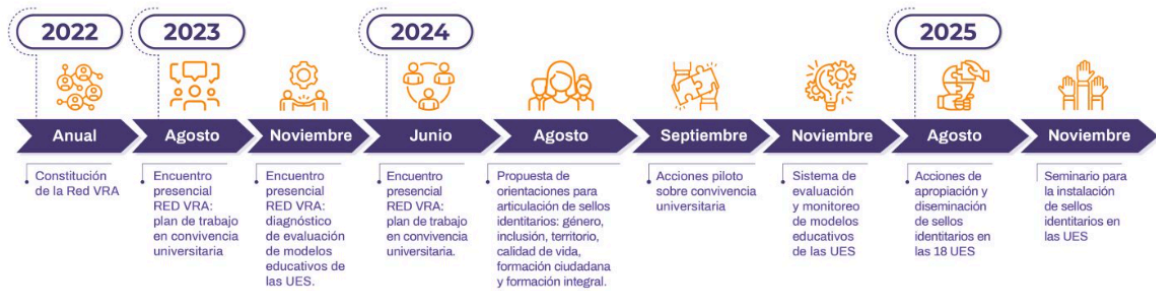 2022
2023
2024
2025
Anual
Agosto
Noviembre
Junio
Agosto
Septiembre
Noviembre
Agosto
Noviembre
Constitución
de la Red VRA
Encuentro
presencial
RED VRA:
plan de trabajo
en convivencia
universitaria
Encuentro
presencial
RED VRA:
diagnóstico
de evaluación
de modelos
educativos de
las UES.
Encuentro
presencial
RED VRA:
plan de trabajo
en convivencia
universitaria.
Propuesta de
orientaciones para
articulación de sellos
identitarios: género,
inclusión, territorio,
calidad de vida,
formación ciudadana
y formación integral.
Acciones piloto
sobre convivencia
universitaria
Sistema de
evaluación
y monitoreo
de modelos
educativos
de las UES
Acciones de
apropiación y
diseminación
de sellos
identitarios en
las 18 UES
Seminario para
la instalación
de sellos
identitarios en
las UES